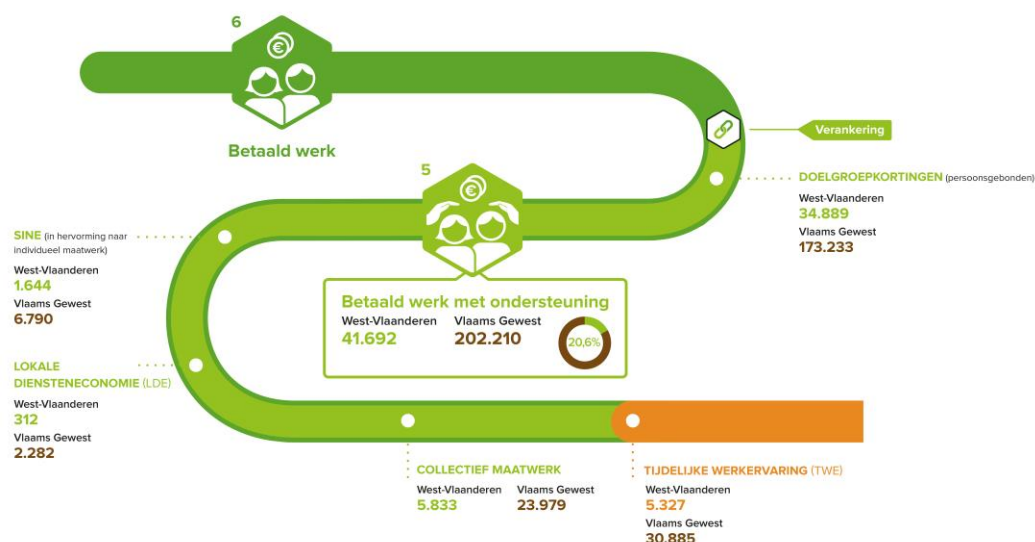 6
Betaald werk
Verankering
DOELGROEPKORTINGEN (persoonsgebonden)
West-Vlaanderen
34.889
Vlaams Gewest
173.233
5
Betaald werk met ondersteuning
West-Vlaanderen Vlaams Gewest
41.692 202.210
20,6%
SINE (in hervorming naar
individueel maatwerk)
West-Vlaanderen
1.644
Vlaams Gewest
6.790
LOKALE
DIENSTENECONOMIE (LDE)
West-Vlaanderen
312
Vlaams Gewest
2.282
COLLECTIEF MAATWERK
West-Vlaanderen Vlaams Gewest
5.833 23.979
TIJDELIJKE WERKERVARING (TWE)
West-Vlaanderen
5.327
Vlaams Gewest
30.885